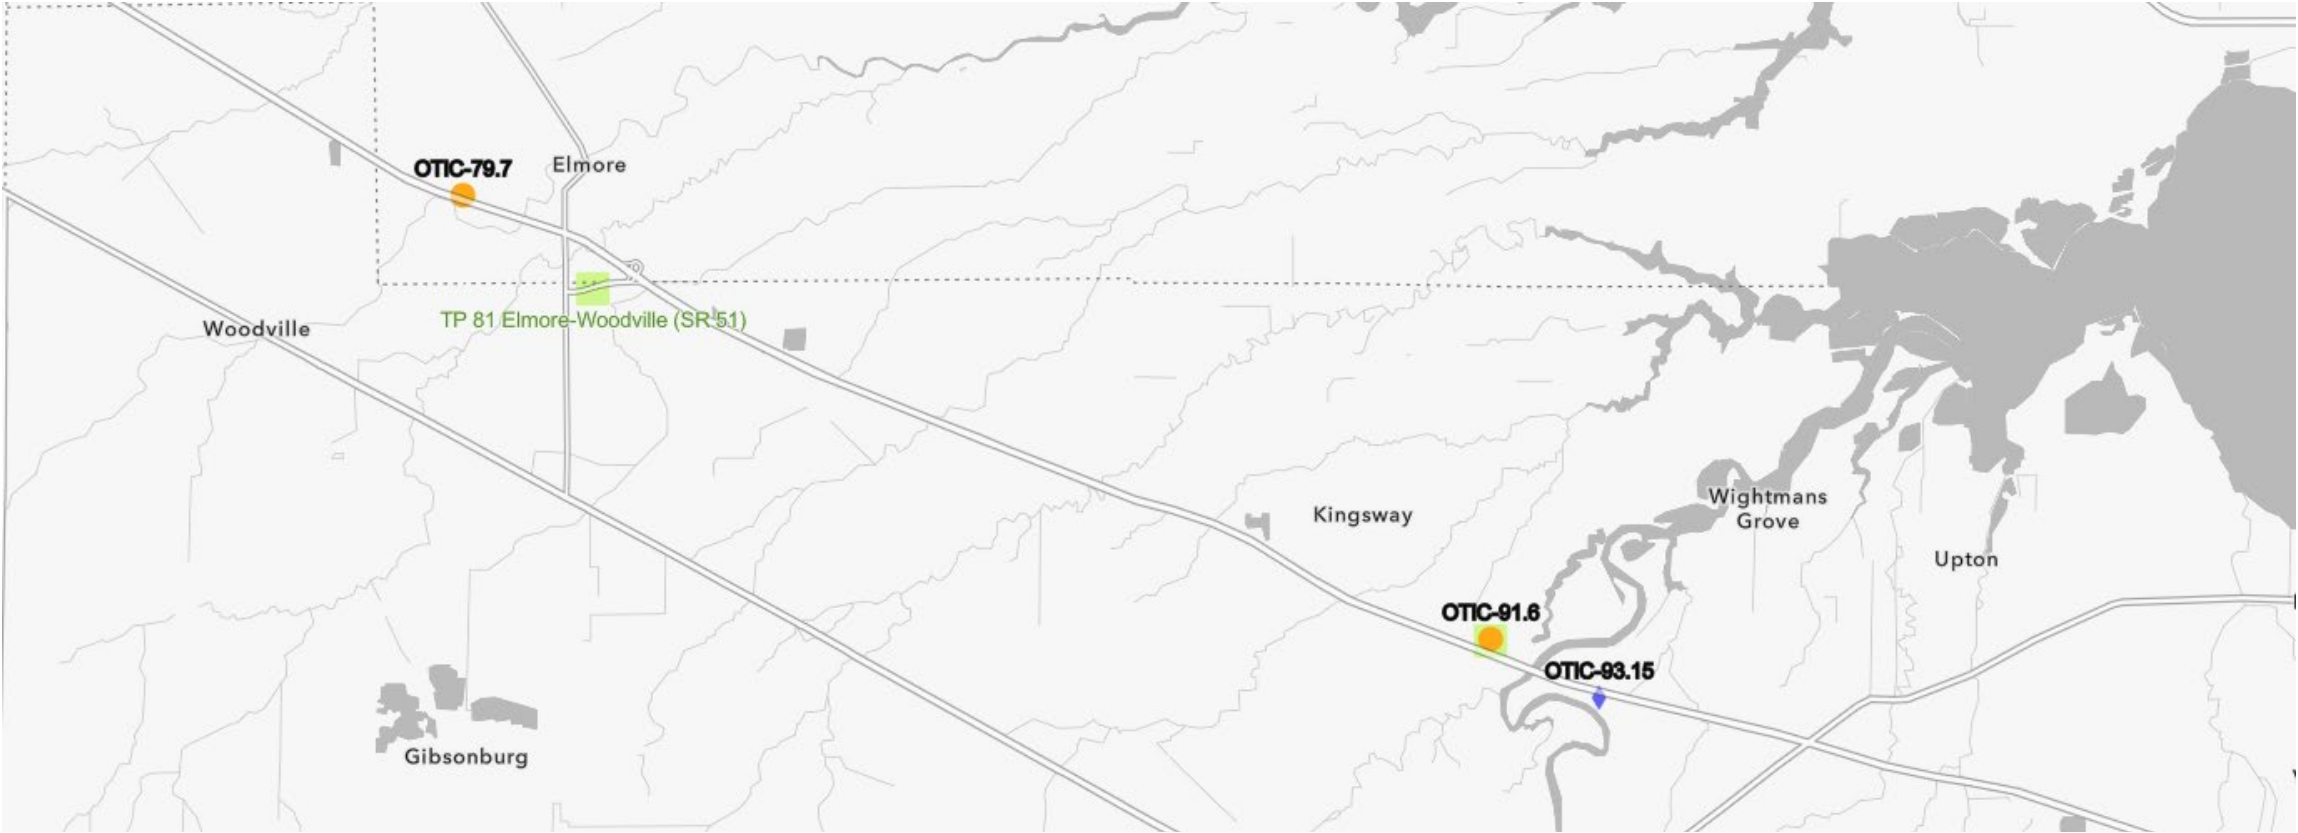 OTIC-79.7
Elmore
TP 81 Elmore-Woodville (SR 51)
Woodville
Kingsway
Wightmans
Grove
Upton
OTIC-91.6
OTIC-93.15
Gibsonburg